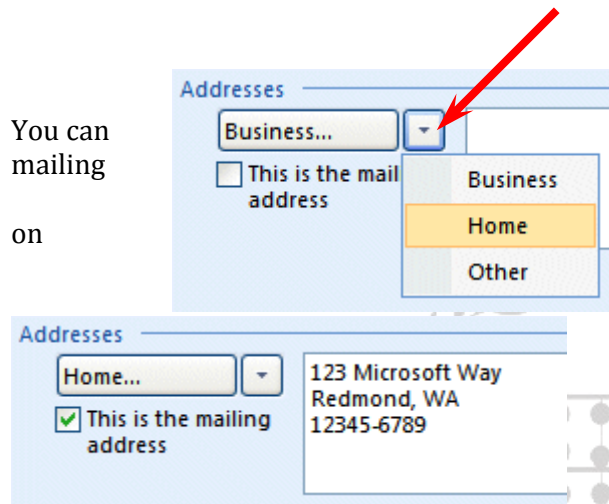 Addresses
You can
Business...
mailing
This is the mail
address
Business
on
Home
Other
Addresses
Home...
This is the mailing
address
123 Microsoft Way
Redmond, WA
12345-6789